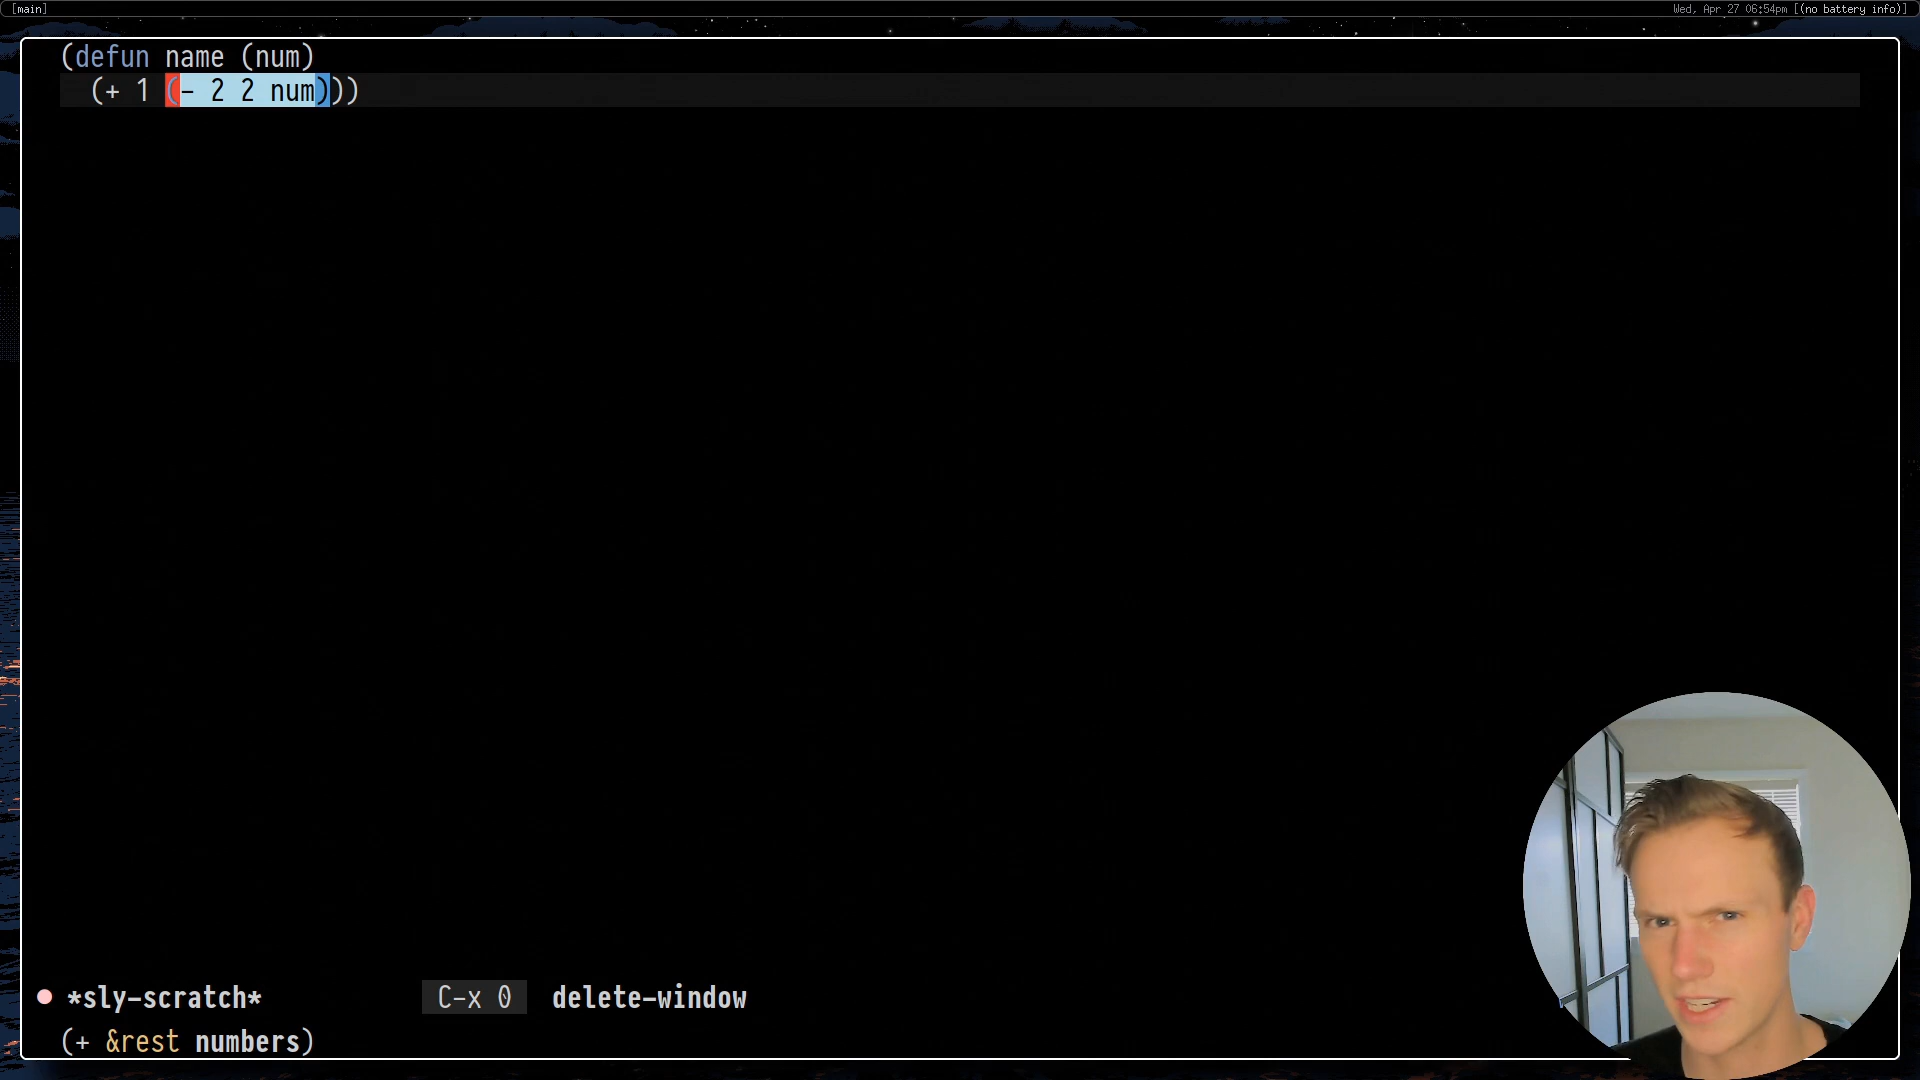 [main] Wed, Apr 27 06:54pm [(no battery info)]
(defun name (num)
(+ 1 (- 2 2 num)))
*sly-scratch* C-x 0 delete-window
(+ &rest numbers)